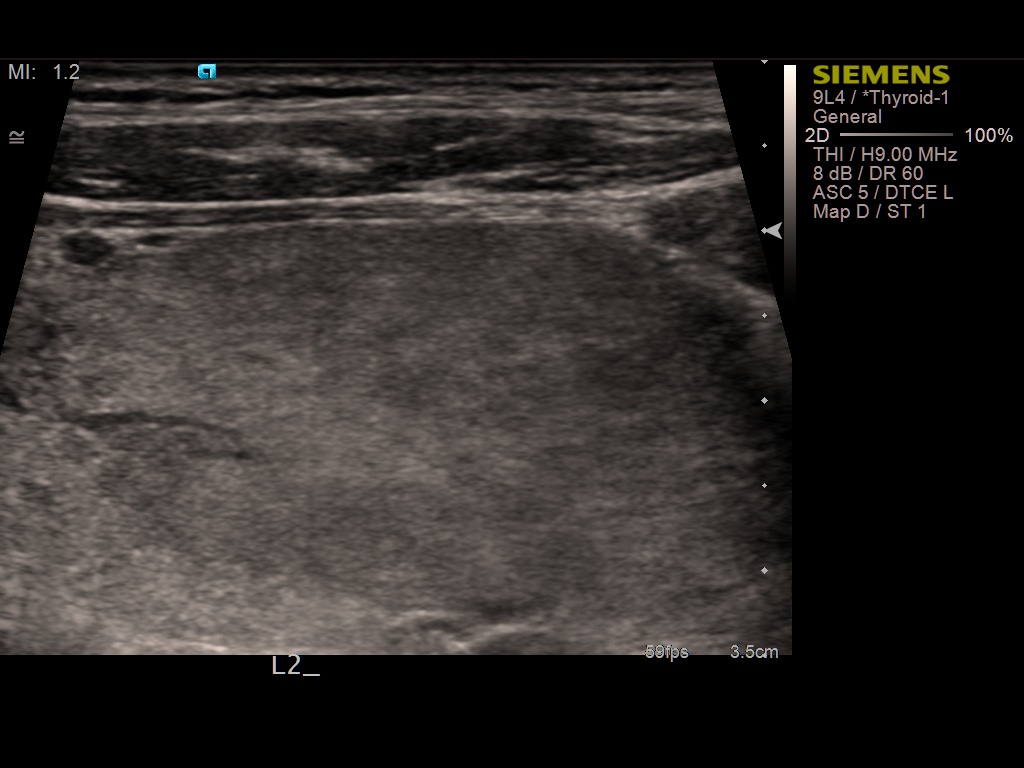 MI: 1.2
SIEMENS
9L4 / *Thyroid-1
General
2D 100%
THI / H9.00 MHz
8 dB / DR 60
ASC 5 / DTCE L
Map D / ST 1
59fps 3.5cm
L2_